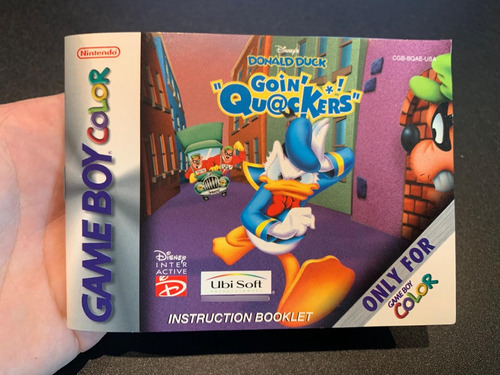 Nintendo
GAME BOY COLOR
Disney's
DONALD DUCK
"GOIN'
QU@CKERS*!"
CGB-BQAE-USA
DISNEY
INTER
ACTIVE
D
Ubi Soft
INSTRUCTION BOOKLET
ONLY FOR
GAME BOY
COLOR